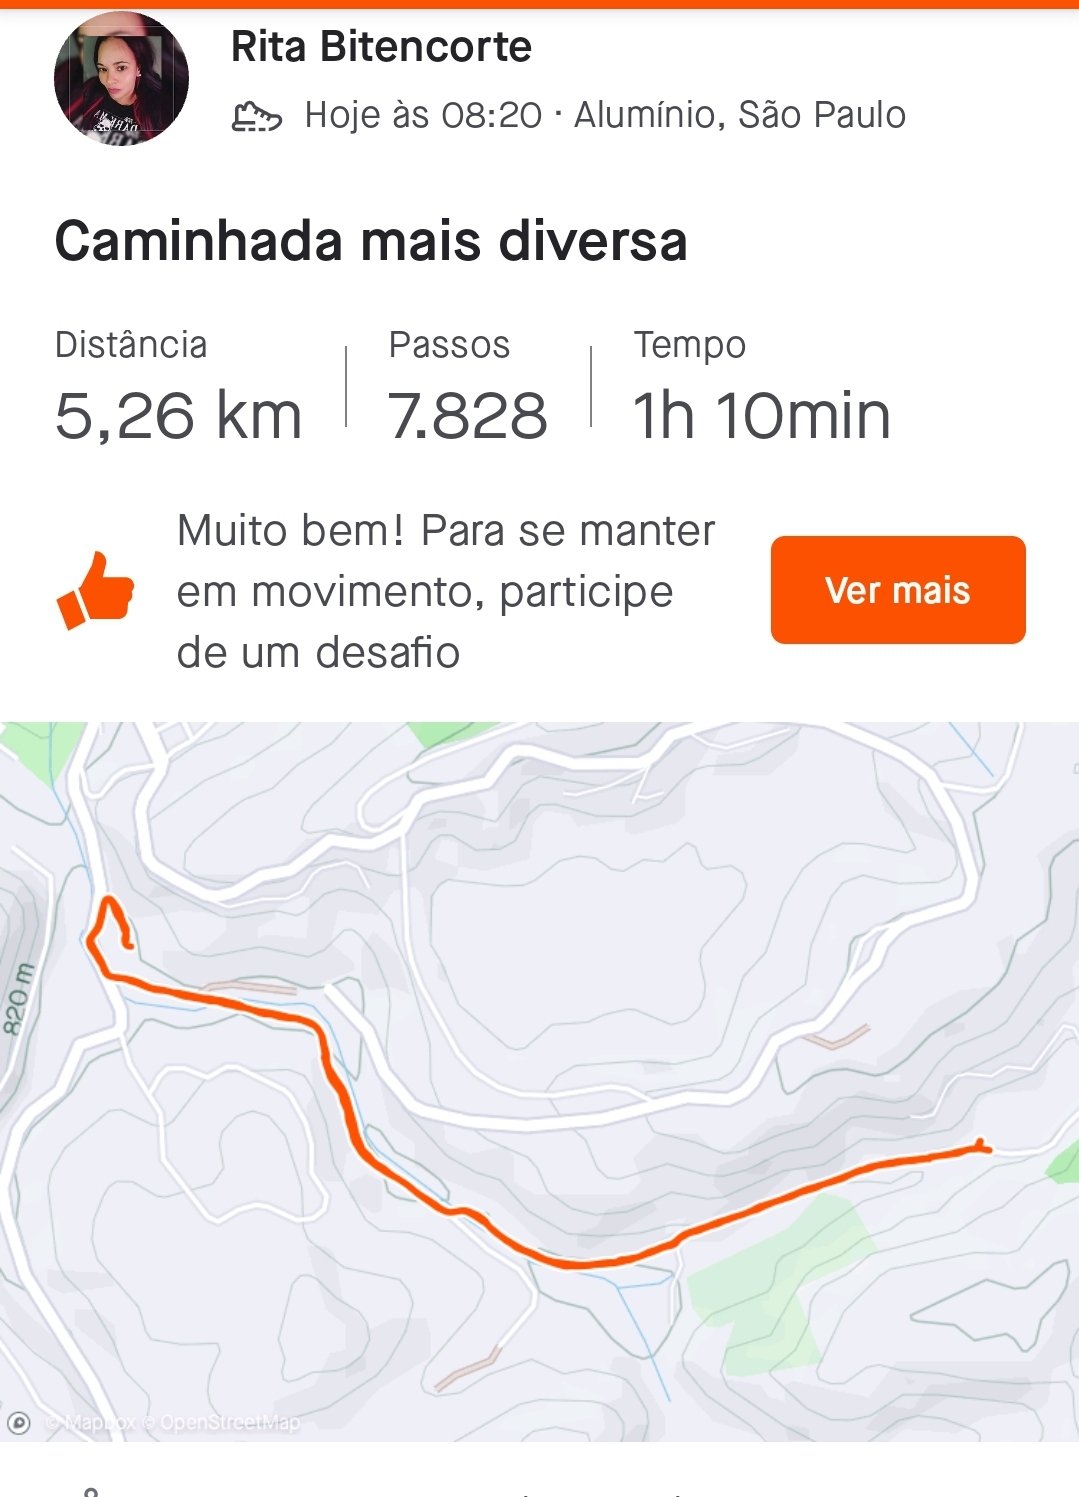 Rita Bitencorte
Hoje às 08:20 · Alumínio, São Paulo
Caminhada mais diversa
Distância
5,26 km
Passos
7.828
Tempo
1h 10min
Muito bem! Para se manter
em movimento, participe
de um desafio
Ver mais
820 m
© Mapbox © OpenStreetMap